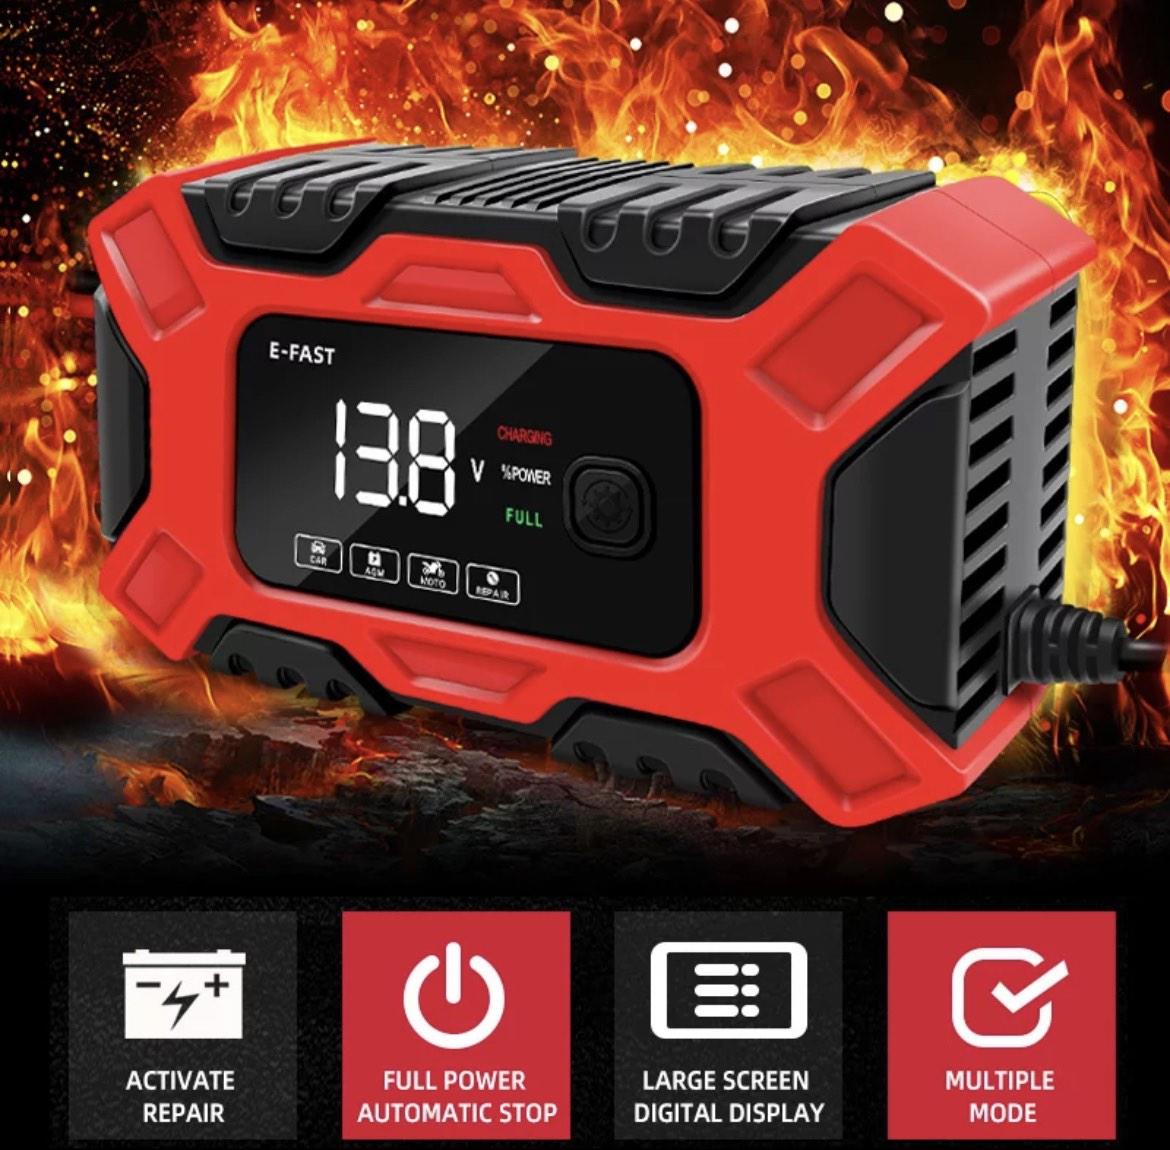 E-FAST
13.8 V
CHARGING
%POWER
FULL
CAR
AGM
MOTO
REPAIR
ACTIVATE
REPAIR
FULL POWER
AUTOMATIC STOP
LARGE SCREEN
DIGITAL DISPLAY
MULTIPLE
MODE